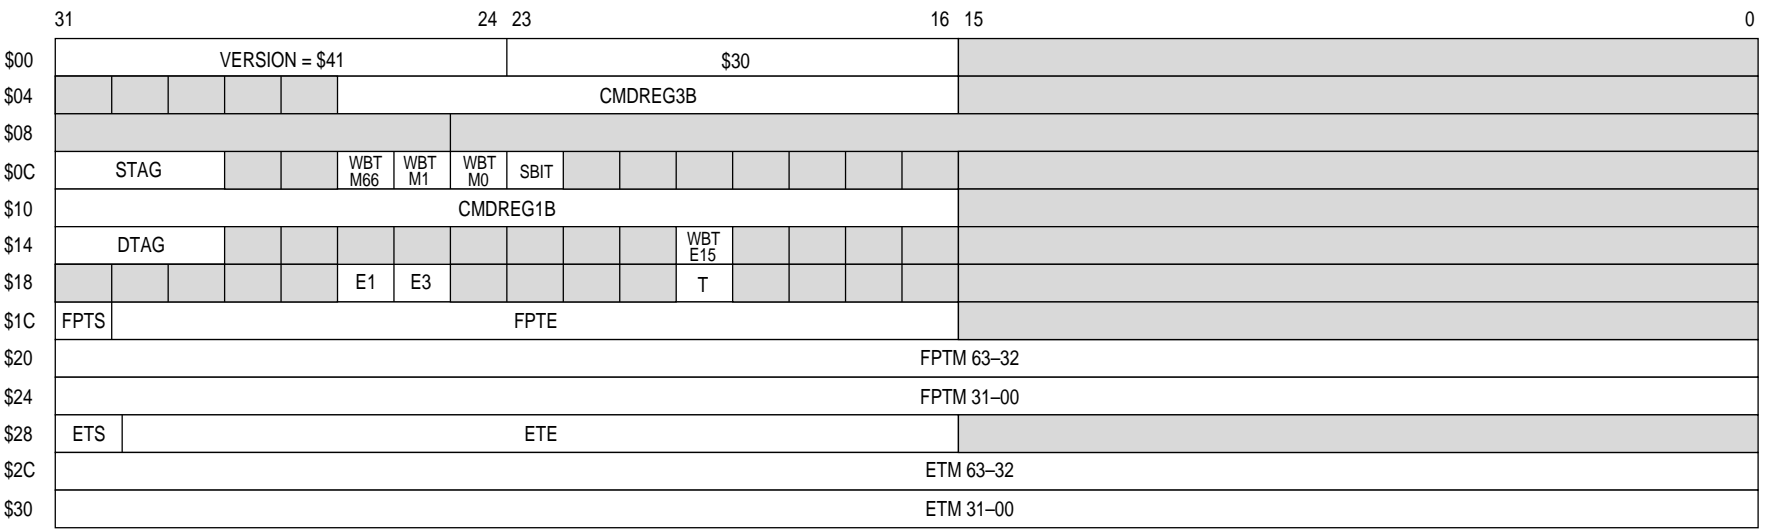 31 24 23 16 15 0
$00 VERSION = $41 $30
$04 CMDREG3B
$08
$0C STAG WBT M66 WBT M1 WBT M0 SBIT
$10 CMDREG1B
$14 DTAG WBT E15
$18 E1 E3 T
$1C FPTS FPTE
$20 FPTM 63–32
$24 FPTM 31–00
$28 ETS ETE
$2C ETM 63–32
$30 ETM 31–00